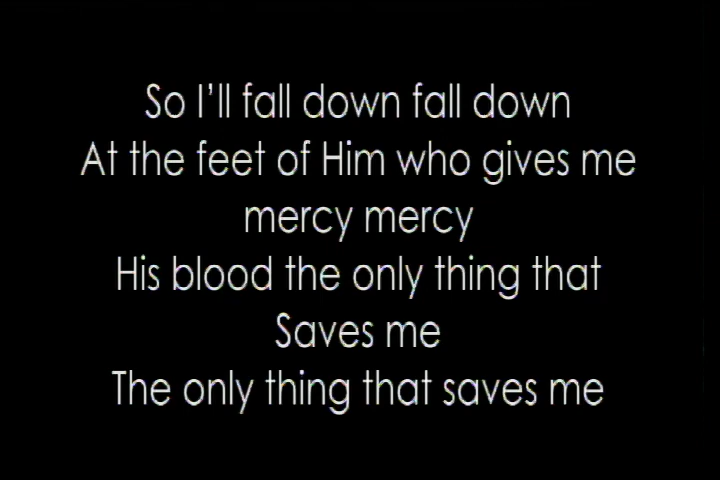 So I’ll fall down fall down
At the feet of Him who gives me
mercy mercy
His blood the only thing that
Saves me
The only thing that saves me